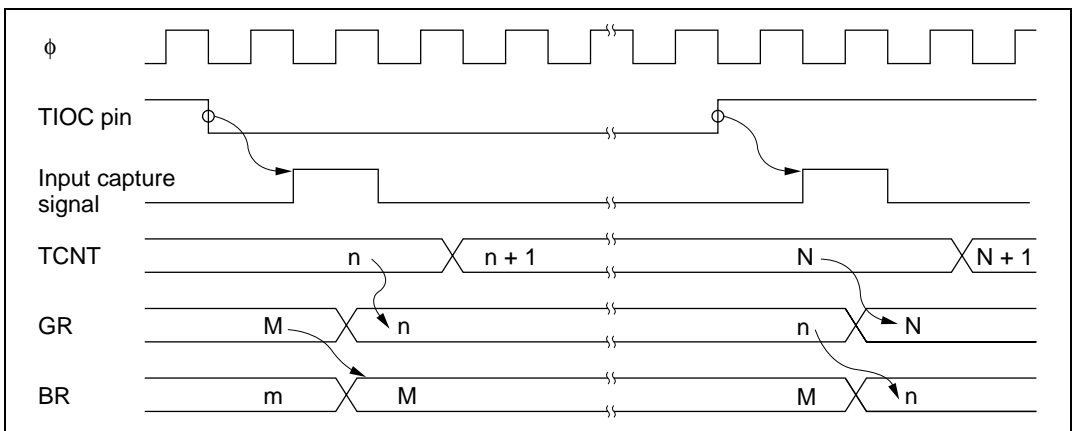 ϕ
TIOC pin
Input capture
signal
TCNT n n + 1 N N + 1
GR M n n N
BR m M M n